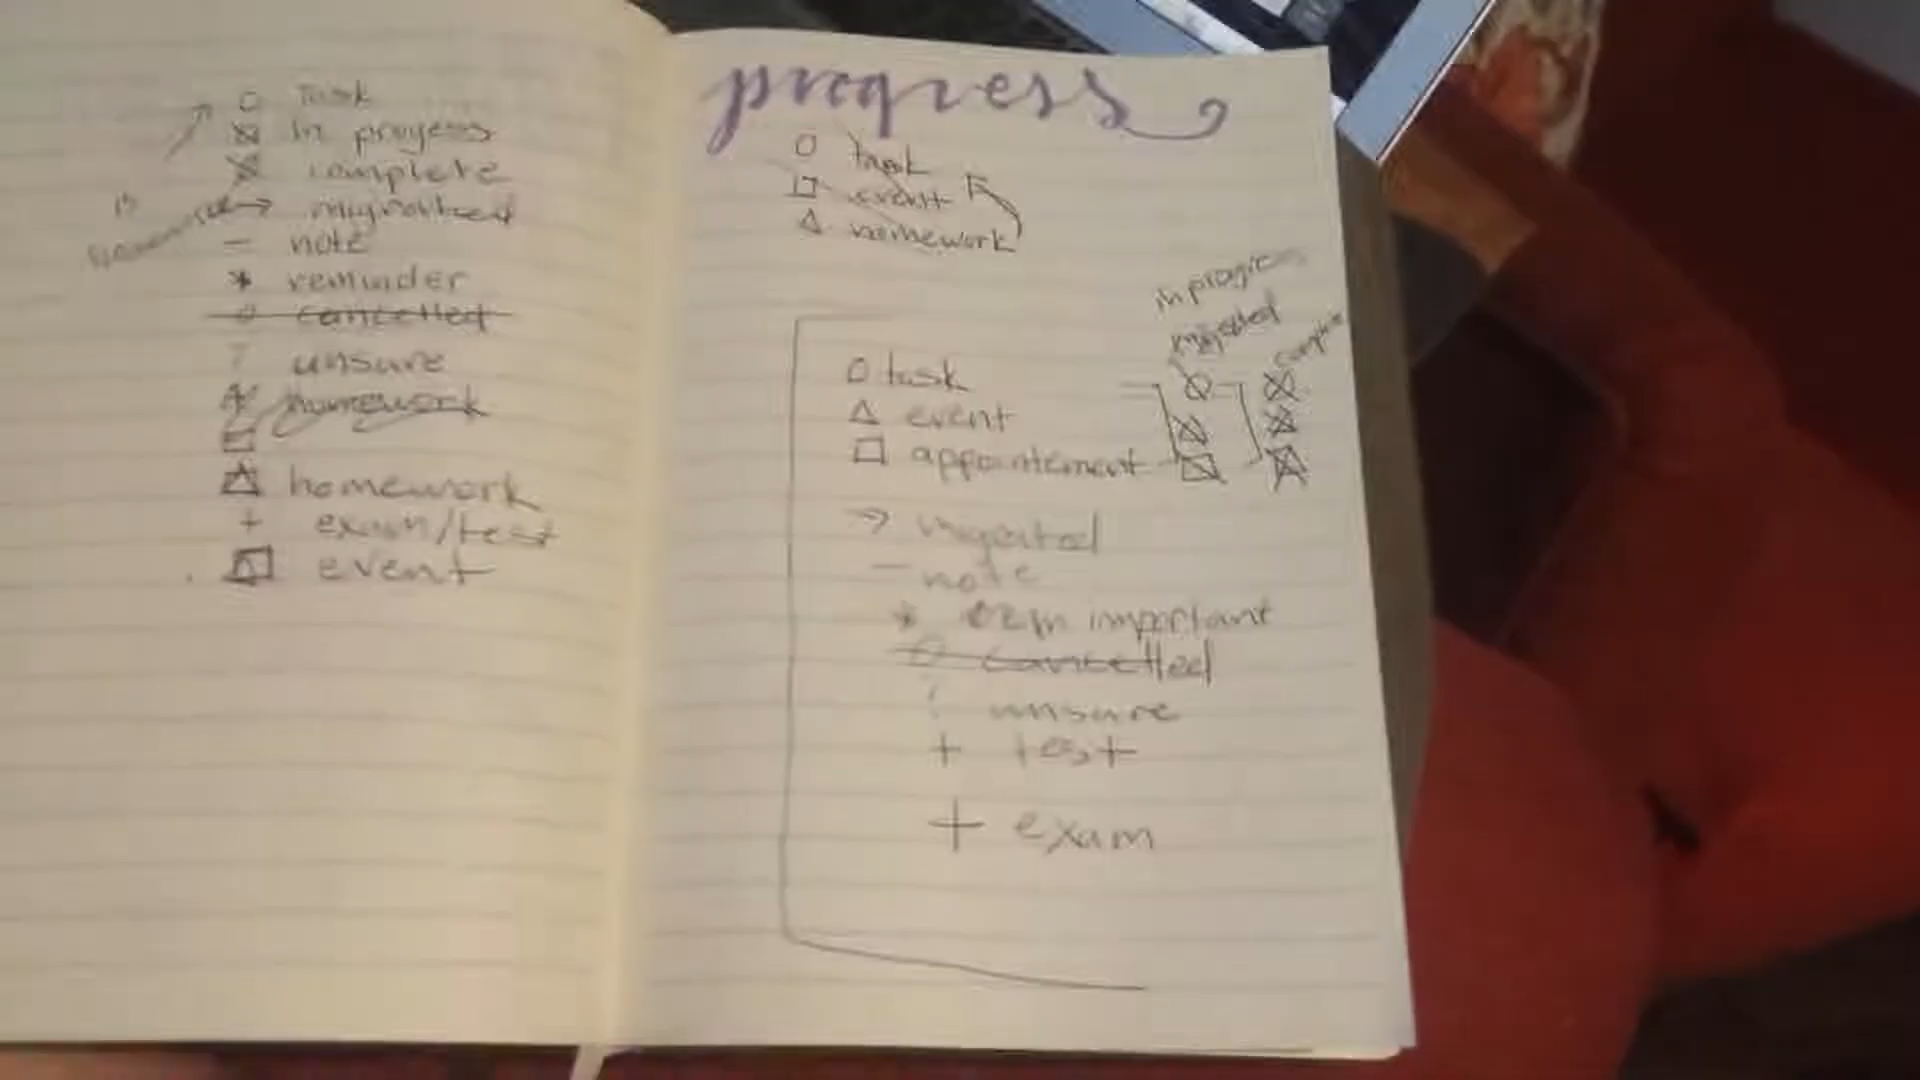 task
in progess
complete
migrated
note
* reminder
cancelled
? unsure
homework
homework
+ exam/test
event
progress
task
event
homework
in progress
migrated
complete
task
event
appointement
→ migrated
— note
* important
cancelled
! unsure
+ test
+ exam